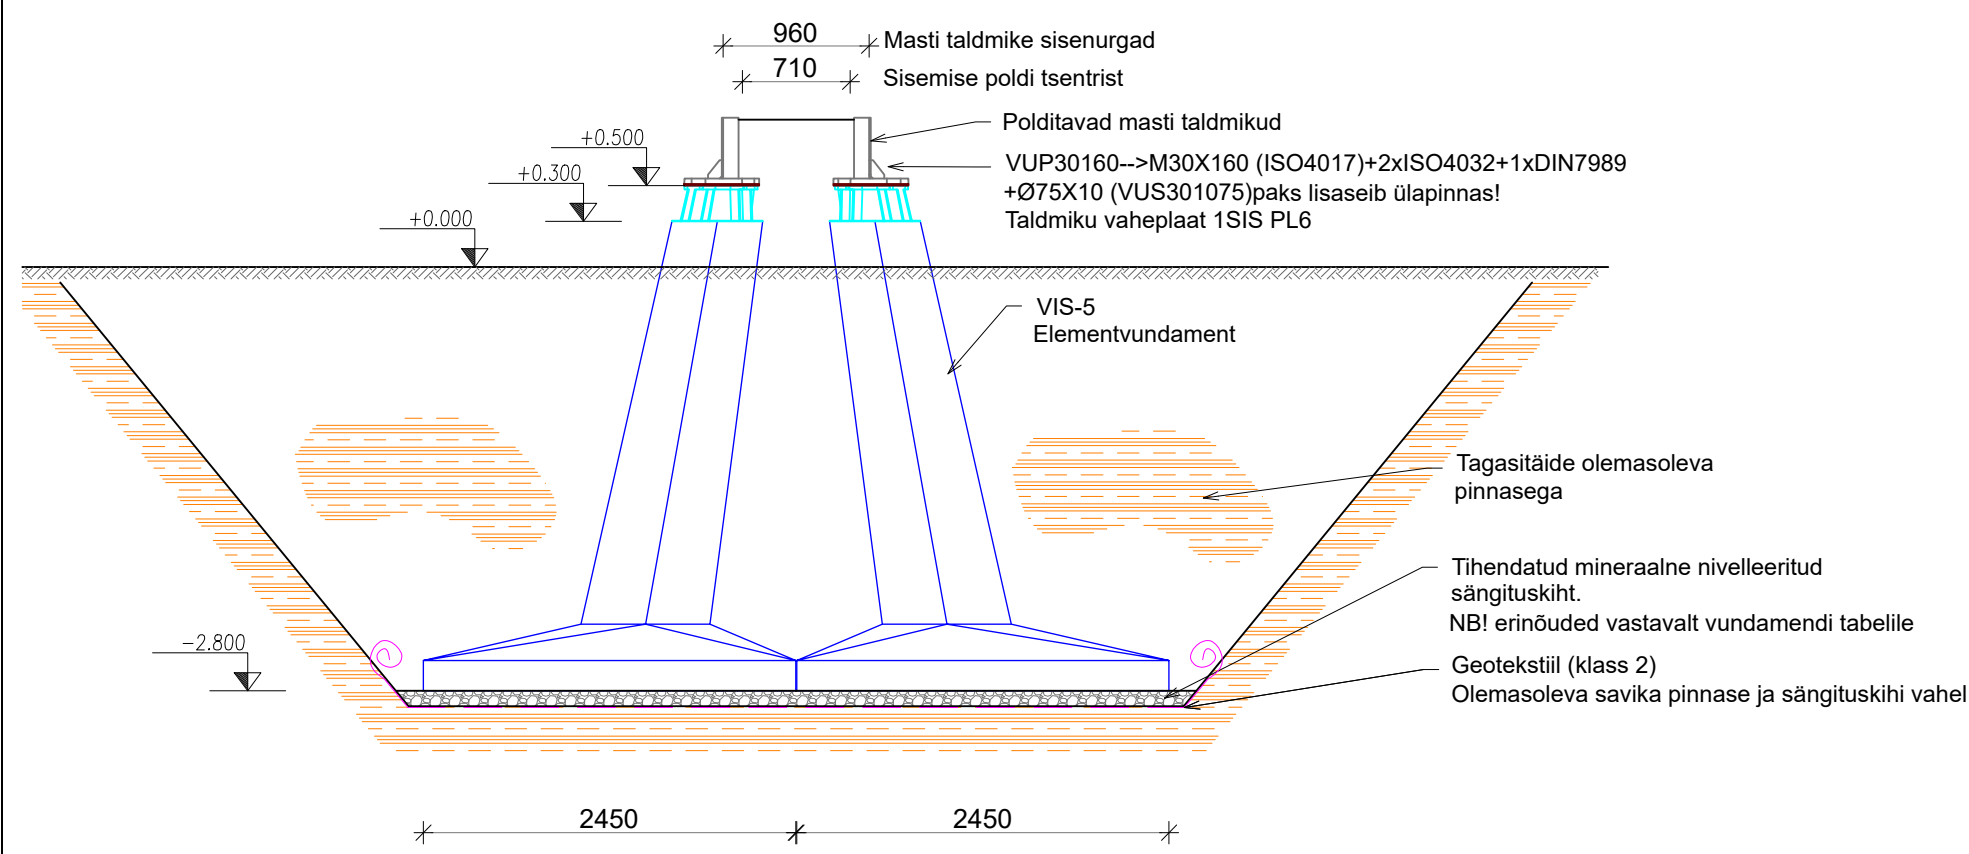 960
Masti taldmike sisenurgad
710
Sisemise poldi tsentrist
Polditavad masti taldmikud
+0.500
VUP30160-->M30X160 (ISO4017)+2xISO4032+1xDIN7989
+0.300
+Ø75X10 (VUS301075)paks lisaseib ülapinnas!
+0.000
Taldmiku vaheplaat 1SIS PL6
VIS-5
Elementvundament
Tagasitäide olemasoleva
pinnasega
Tihendatud mineraalne nivelleeritud
sängituskiht.
NB! erinõuded vastavalt vundamendi tabelile
-2.800
Geotekstiil (klass 2)
Olemasoleva savika pinnase ja sängituskihi vahel
2450
2450